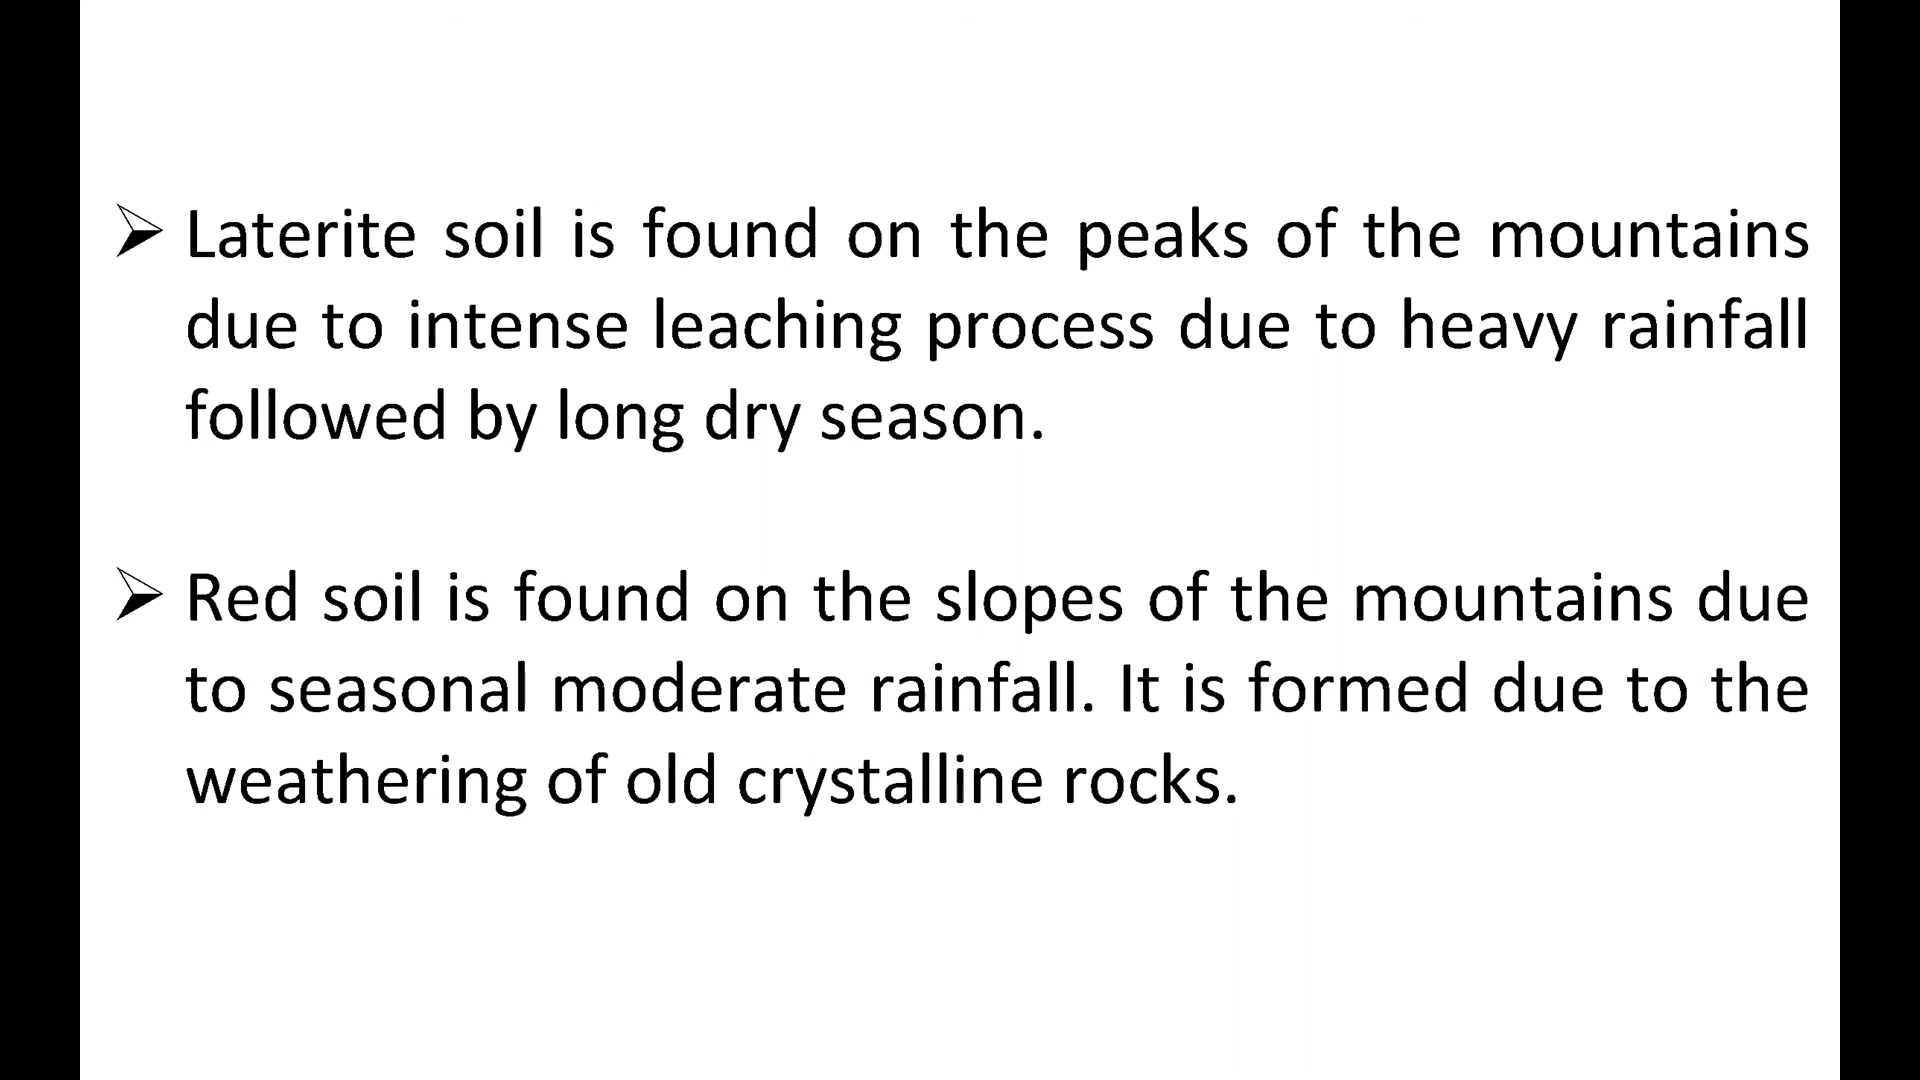 ➢ Laterite soil is found on the peaks of the mountains
due to intense leaching process due to heavy rainfall
followed by long dry season.
➢ Red soil is found on the slopes of the mountains due
to seasonal moderate rainfall. It is formed due to the
weathering of old crystalline rocks.